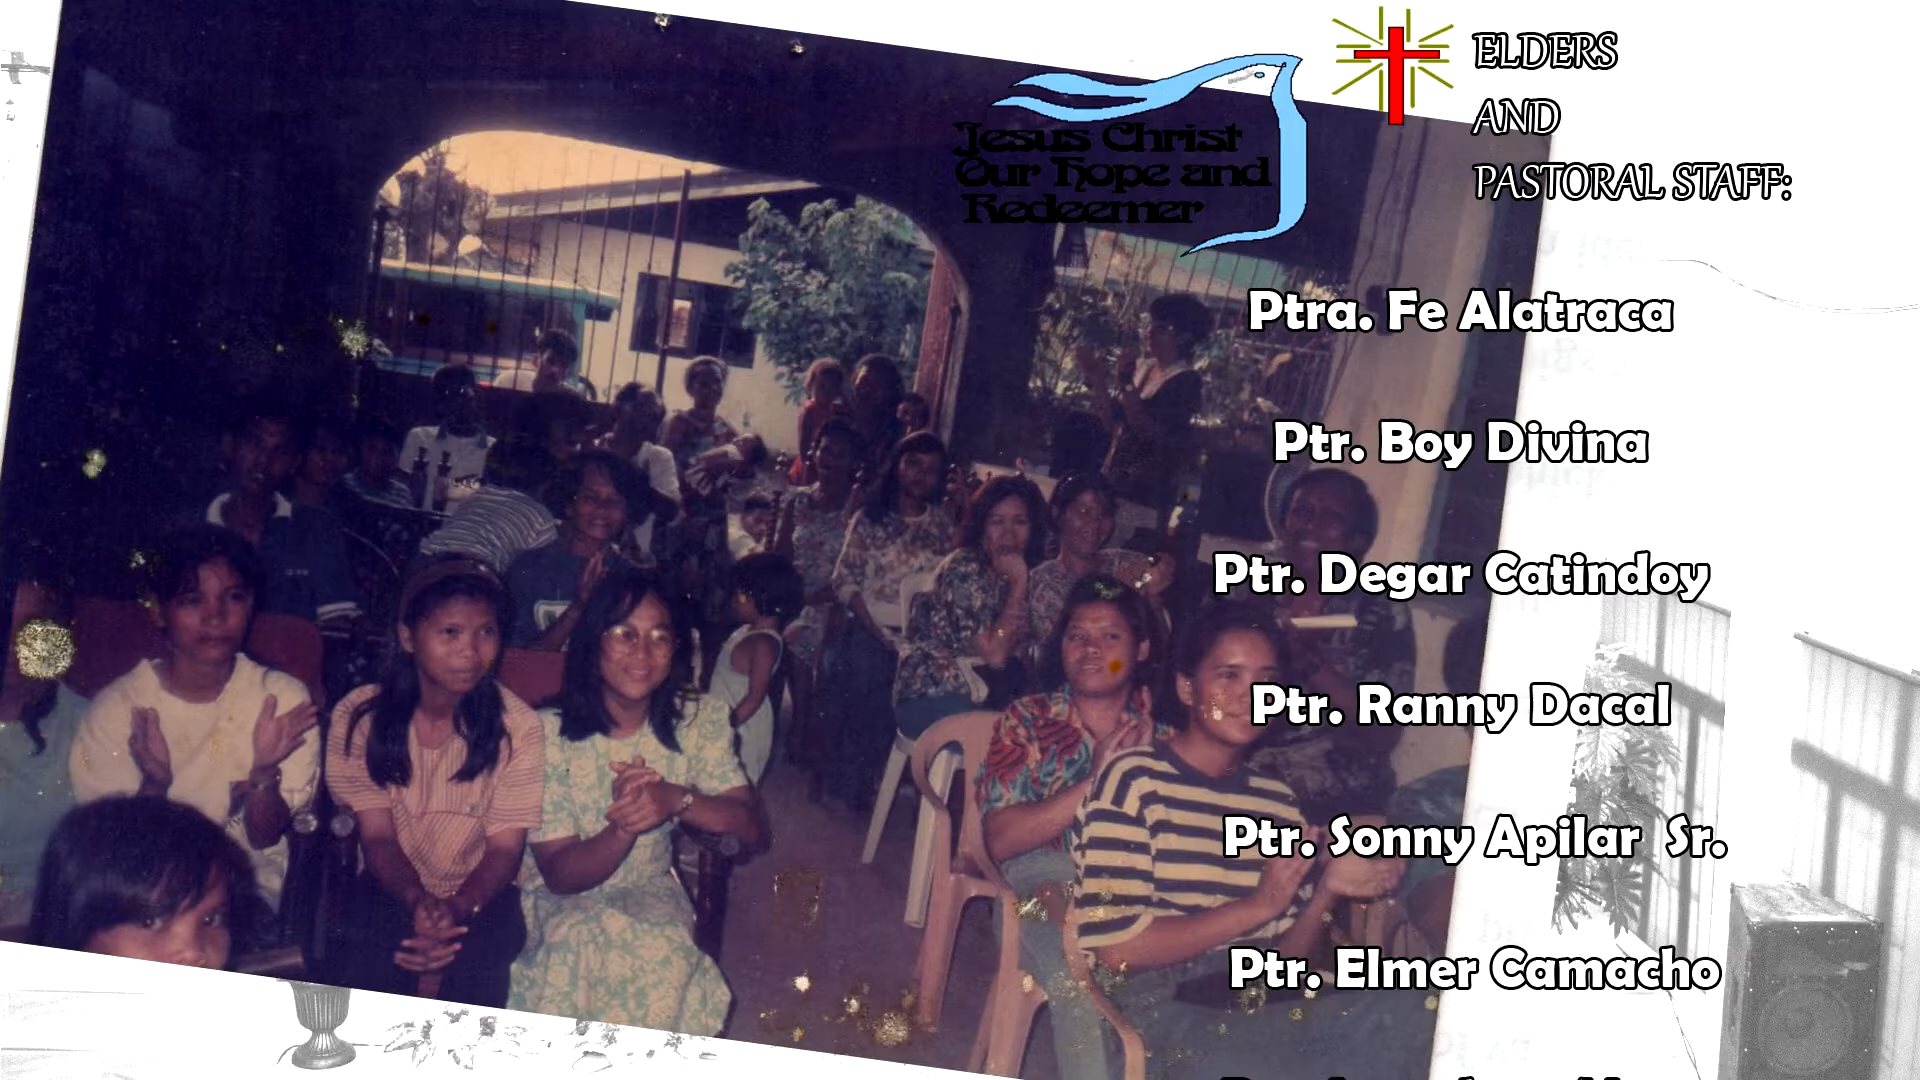 Jesus Christ
Our Hope and
Redeemer
ELDERS
AND
PASTORAL STAFF:
Ptra. Fe Alatraca
Ptr. Boy Divina
Ptr. Degar Catindoy
Ptr. Ranny Dacal
Ptr. Sonny Apilar Sr.
Ptr. Elmer Camacho